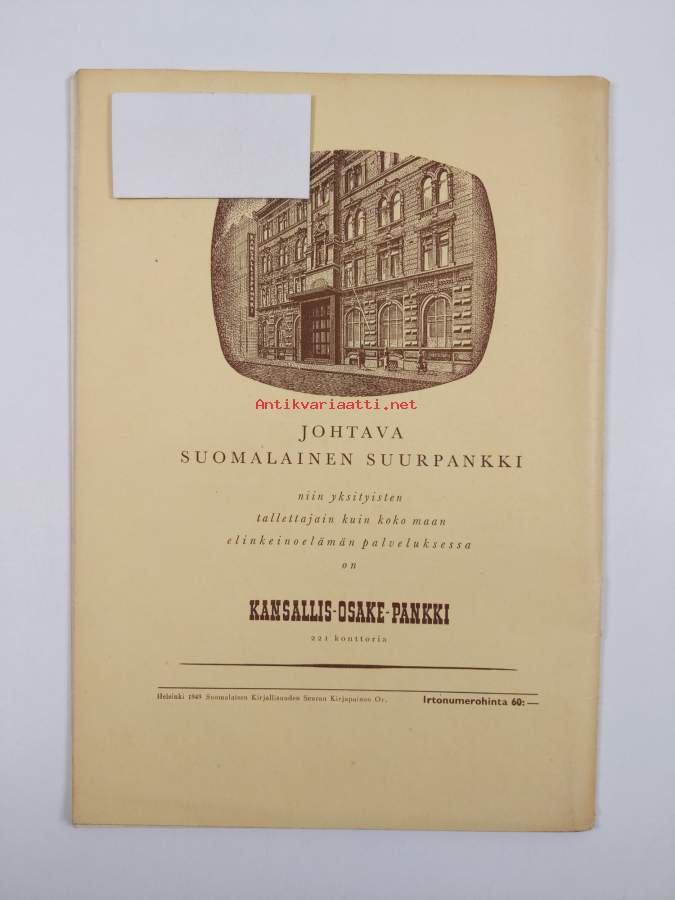 Antikvariaatti.net
JOHTAVA
SUOMALAINEN SUURPANKKI
niin yksityisten
tallettajain kuin koko maan
elinkeinoelämän palveluksessa
on
KANSALLIS-OSAKE-PANKKI
221 konttoria
Helsinki 1949 Suomalaisen Kirjallisuuden Seuran Kirjapainon Oy.
Irtonumerohinta 60:—